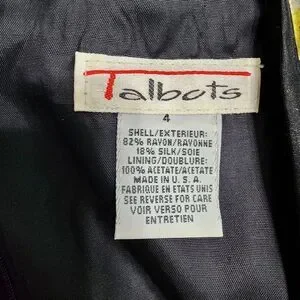 Talbots
4
SHELL/EXTERIEUR:
82% RAYON/RAYONNE
18% SILK/SOIE
LINING/DOUBLURE:
100% ACETATE/ACETATE
MADE IN U.S.A.
FABRIQUE EN ETATS UNIS
SEE REVERSE FOR CARE
VOIR VERSO POUR
ENTRETIEN